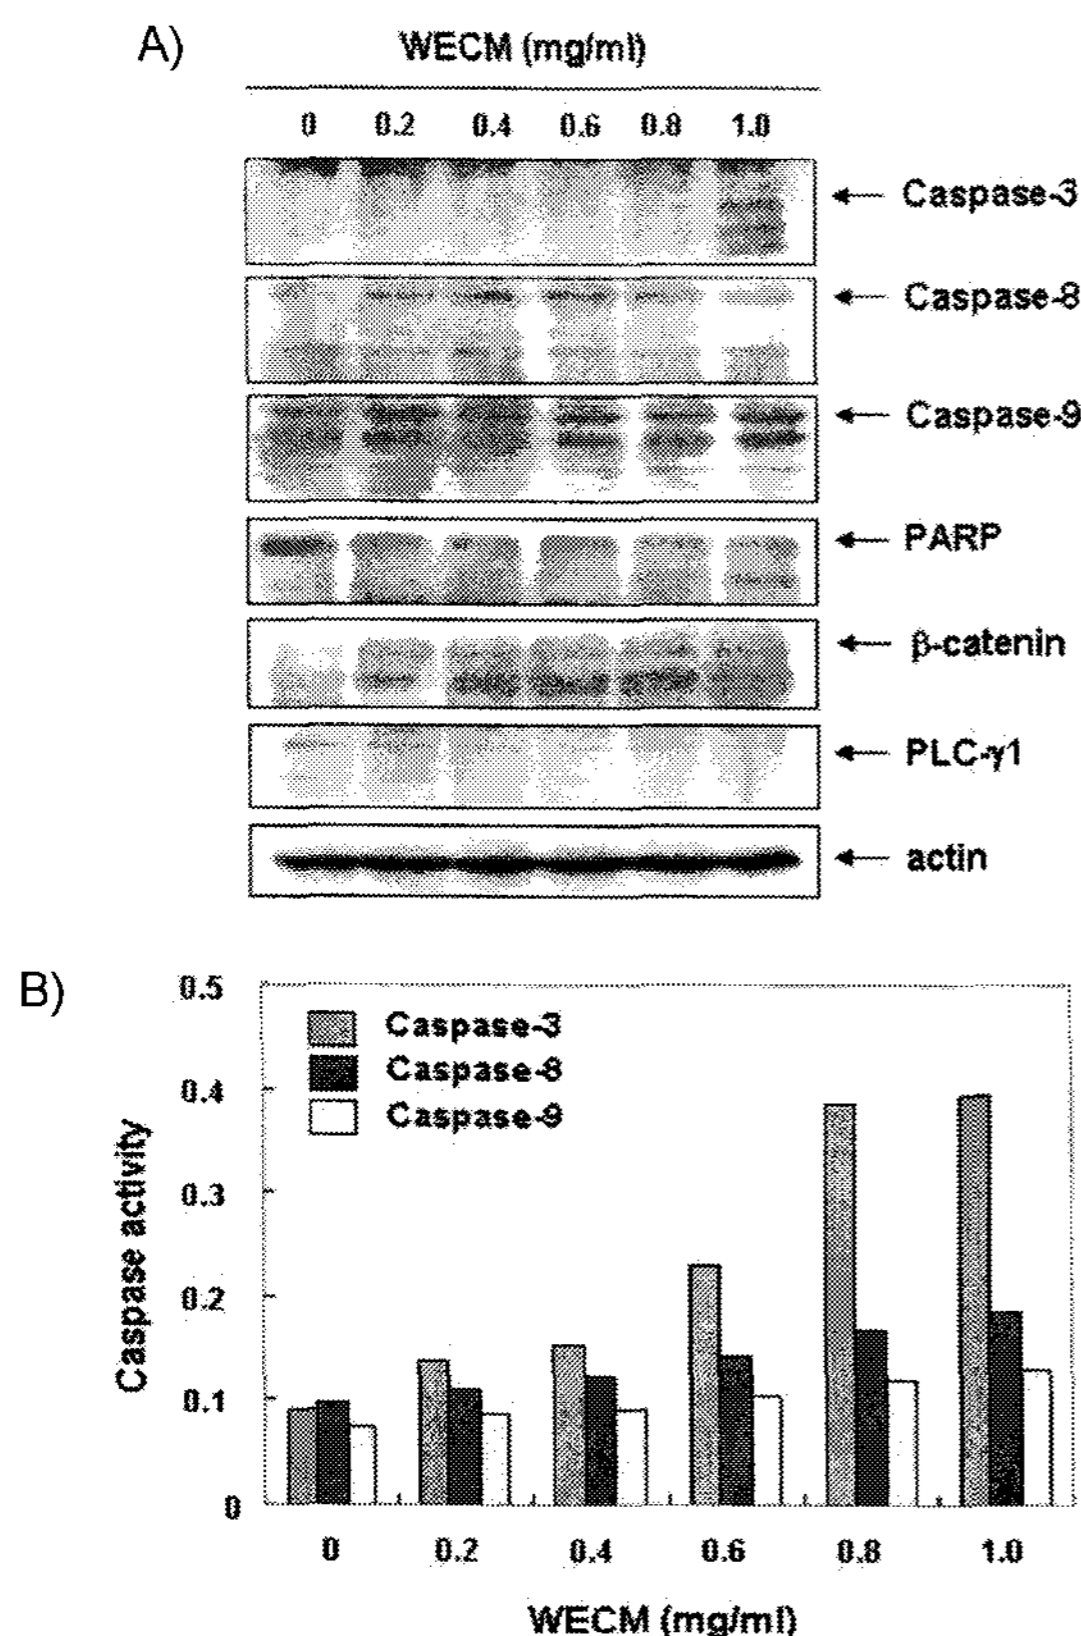 A)
WECM (mg/ml)
0 0.2 0.4 0.6 0.8 1.0
Caspase-3
Caspase-8
Caspase-9
PARP
β-catenin
PLC-γ1
actin
B)
0.5
Caspase-3
Caspase-8
Caspase-9
0.4
0.3
0.2
0.1
0
Caspase activity
0 0.2 0.4 0.6 0.8 1.0
WECM (mg/ml)